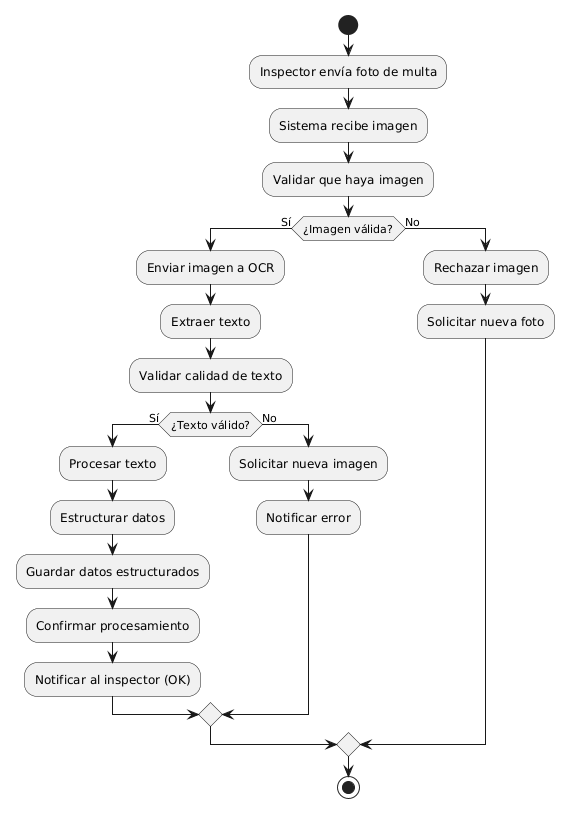 Inspector envía foto de multa
Sistema recibe imagen
Validar que haya imagen
Sí
¿Imagen válida?
No
Enviar imagen a OCR
Rechazar imagen
Extraer texto
Solicitar nueva foto
Validar calidad de texto
Sí
¿Texto válido?
No
Procesar texto
Solicitar nueva imagen
Estructurar datos
Notificar error
Guardar datos estructurados
Confirmar procesamiento
Notificar al inspector (OK)